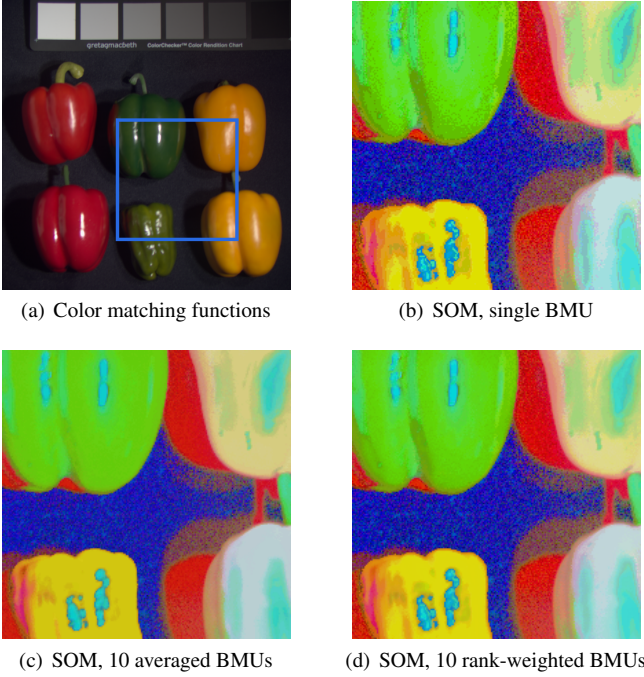 gretagmacbeth
ColorChecker™ Color Rendition Chart
(a) Color matching functions
(b) SOM, single BMU
(c) SOM, 10 averaged BMUs
(d) SOM, 10 rank-weighted BMUs